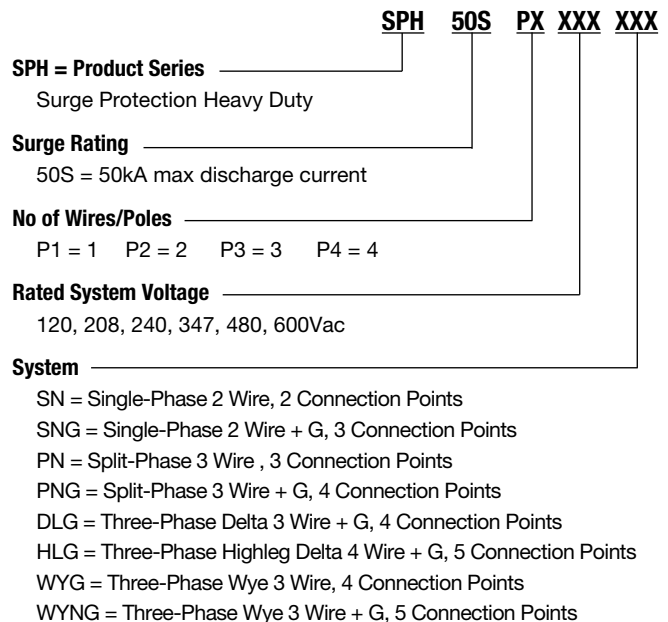 SPH 50S PX XXX XXX
SPH = Product Series
Surge Protection Heavy Duty
Surge Rating
50S = 50kA max discharge current
No of Wires/Poles
P1 = 1 P2 = 2 P3 = 3 P4 = 4
Rated System Voltage
120, 208, 240, 347, 480, 600Vac
System
SN = Single-Phase 2 Wire, 2 Connection Points
SNG = Single-Phase 2 Wire + G, 3 Connection Points
PN = Split-Phase 3 Wire , 3 Connection Points
PNG = Split-Phase 3 Wire + G, 4 Connection Points
DLG = Three-Phase Delta 3 Wire + G, 4 Connection Points
HLG = Three-Phase Highleg Delta 4 Wire + G, 5 Connection Points
WYG = Three-Phase Wye 3 Wire, 4 Connection Points
WYNG = Three-Phase Wye 3 Wire + G, 5 Connection Points